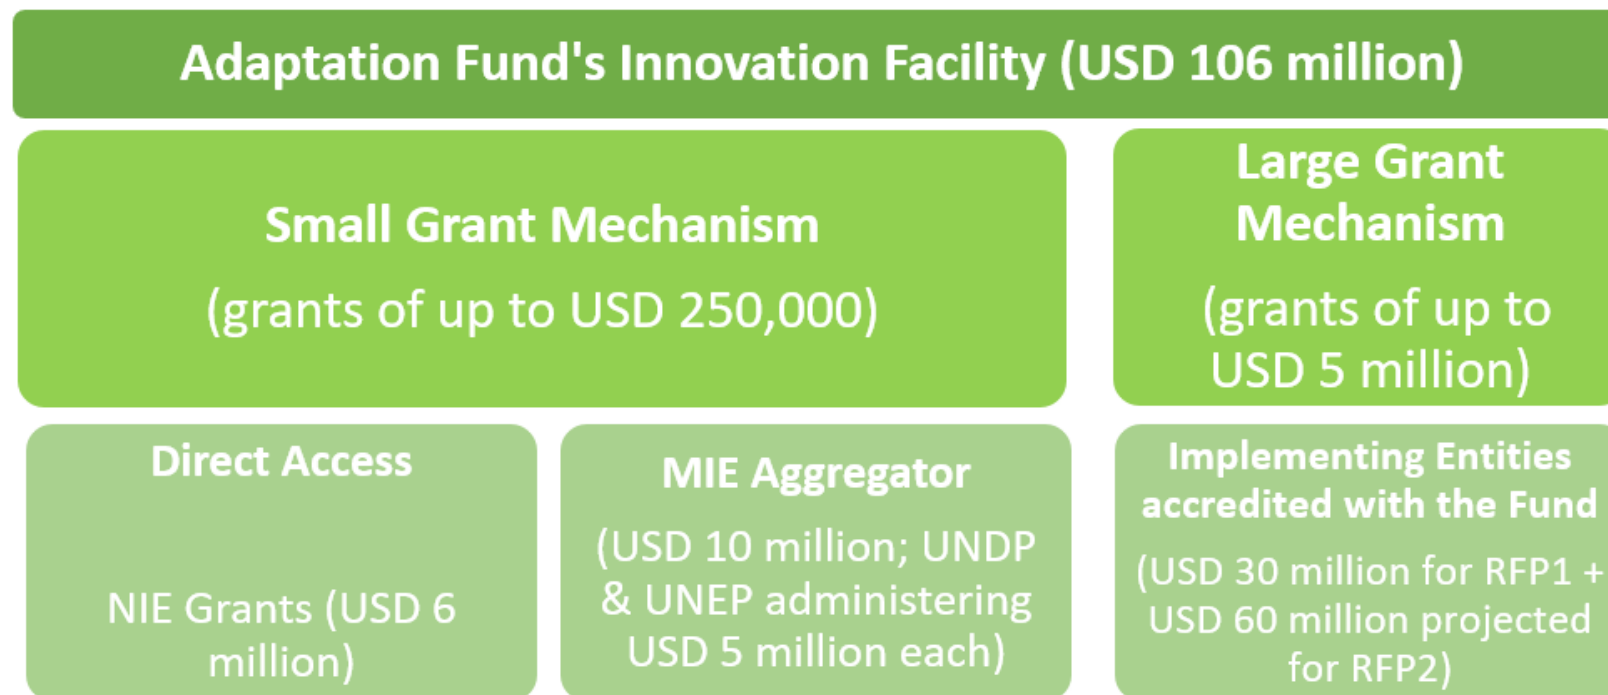 Adaptation Fund's Innovation Facility (USD 106 million)
Small Grant Mechanism
(grants of up to USD 250,000)
Large Grant
Mechanism
(grants of up to
USD 5 million)
Direct Access
NIE Grants (USD 6
million)
MIE Aggregator
(USD 10 million; UNDP
& UNEP administering
USD 5 million each)
Implementing Entities
accredited with the Fund
(USD 30 million for RFP1 +
USD 60 million projected
for RFP2)